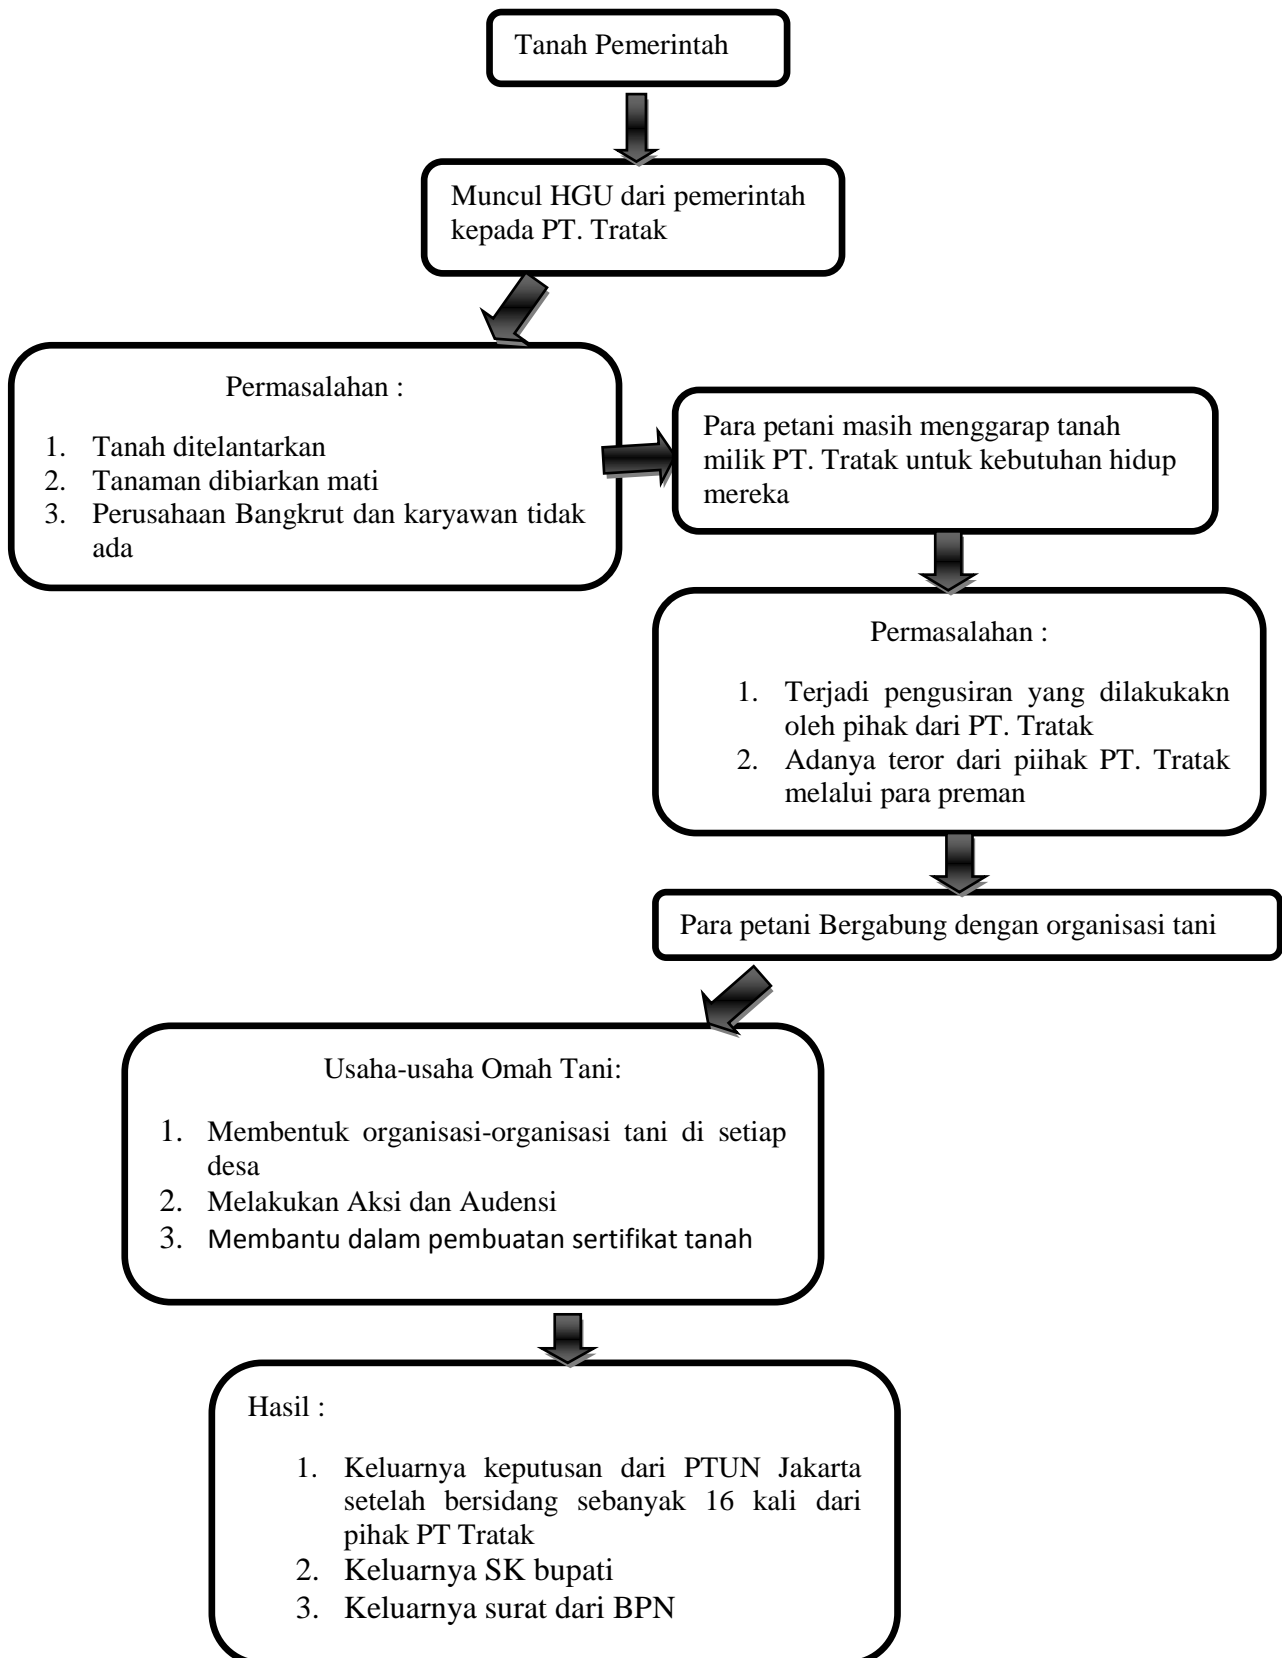 Tanah Pemerintah
Muncul HGU dari pemerintah
kepada PT. Tratak
Permasalahan :
1. Tanah ditelantarkan
2. Tanaman dibiarkan mati
3. Perusahaan Bangkrut dan karyawan tidak
ada
Para petani masih menggarap tanah
milik PT. Tratak untuk kebutuhan hidup
mereka
Permasalahan :
1. Terjadi pengusiran yang dilakukakn
oleh pihak dari PT. Tratak
2. Adanya teror dari piihak PT. Tratak
melalui para preman
Para petani Bergabung dengan organisasi tani
Usaha-usaha Omah Tani:
1. Membentuk organisasi-organisasi tani di setiap
desa
2. Melakukan Aksi dan Audensi
3. Membantu dalam pembuatan sertifikat tanah
Hasil :
1. Keluarnya keputusan dari PTUN Jakarta
setelah bersidang sebanyak 16 kali dari
pihak PT Tratak
2. Keluarnya SK bupati
3. Keluarnya surat dari BPN